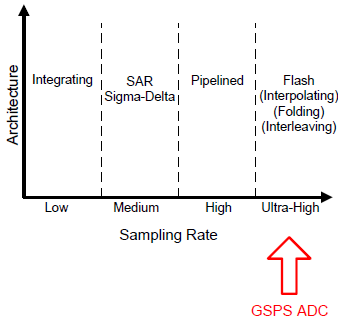 Architecture
Integrating
SAR
Sigma-Delta
Pipelined
Flash
(Interpolating)
(Folding)
(Interleaving)
Low
Medium
High
Ultra-High
Sampling Rate
GSPS ADC